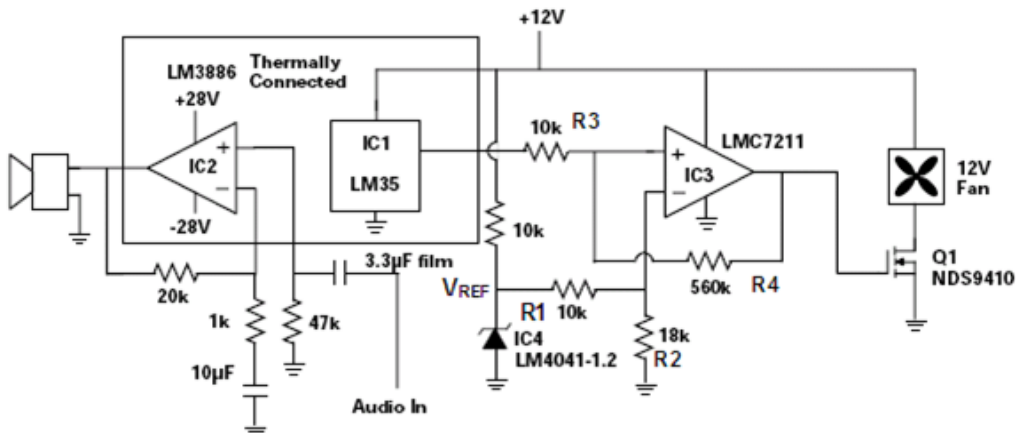 +12V
LM3886
Thermally
Connected
+28V
IC2
-28V
IC1
LM35
10k
R3
LMC7211
IC3
12V
Fan
10k
3.3µF film
20k
VREF
R1
10k
560k
R4
Q1
NDS9410
1k
47k
IC4
LM4041-1.2
18k
R2
10µF
Audio In